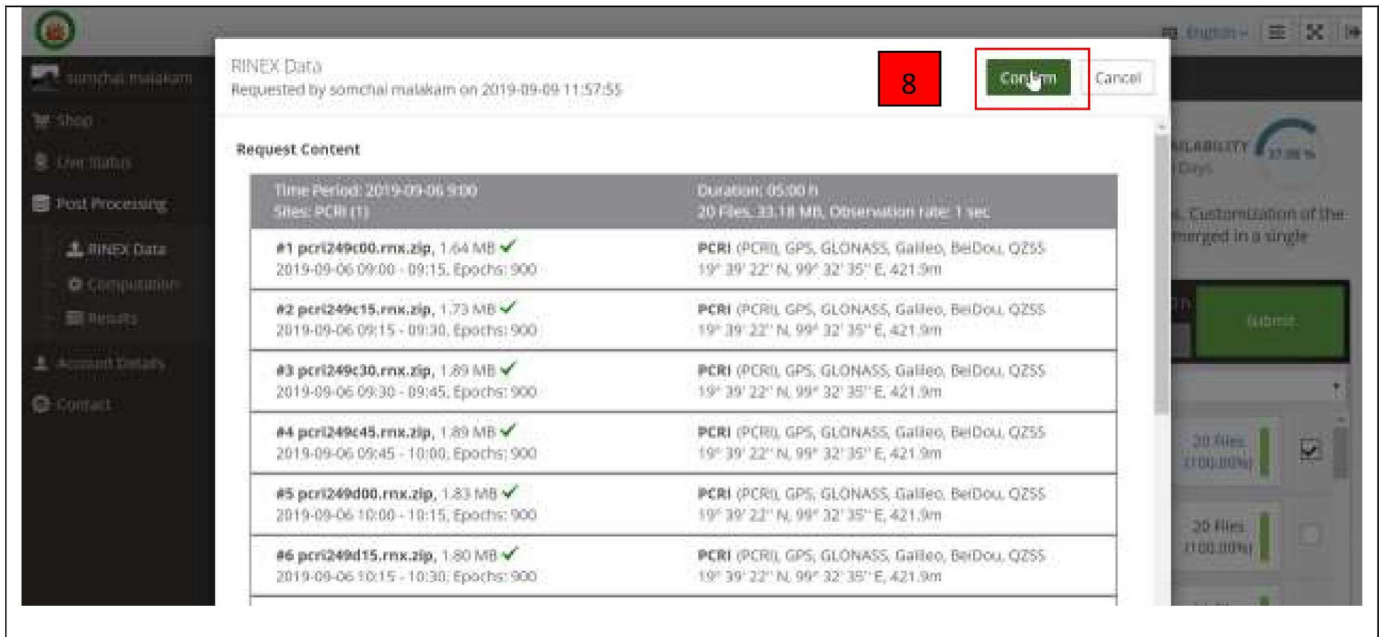 English
somchai malakam
Shop
Live Status
Post Processing
RINEX Data
Computation
Results
Account Details
Contact
RINEX Data
Requested by somchai malakam on 2019-09-09 11:57:55
8
Confirm
Cancel
Request Content
Time Period: 2019-09-06 9:00
Sites: PCRI (1)
Duration: 05:00 h
20 Files, 33.18 MB, Observation rate: 1 sec
#1 pcri249c00.rnx.zip, 1.64 MB ✔
2019-09-06 09:00 - 09:15, Epochs: 900
PCRI (PCRI), GPS, GLONASS, Galileo, BeiDou, QZSS
19° 39' 22'' N, 99° 32' 35'' E, 421.9m
#2 pcri249c15.rnx.zip, 1.73 MB ✔
2019-09-06 09:15 - 09:30, Epochs: 900
PCRI (PCRI), GPS, GLONASS, Galileo, BeiDou, QZSS
19° 39' 22'' N, 99° 32' 35'' E, 421.9m
#3 pcri249c30.rnx.zip, 1.89 MB ✔
2019-09-06 09:30 - 09:45, Epochs: 900
PCRI (PCRI), GPS, GLONASS, Galileo, BeiDou, QZSS
19° 39' 22'' N, 99° 32' 35'' E, 421.9m
#4 pcri249c45.rnx.zip, 1.89 MB ✔
2019-09-06 09:45 - 10:00, Epochs: 900
PCRI (PCRI), GPS, GLONASS, Galileo, BeiDou, QZSS
19° 39' 22'' N, 99° 32' 35'' E, 421.9m
#5 pcri249d00.rnx.zip, 1.83 MB ✔
2019-09-06 10:00 - 10:15, Epochs: 900
PCRI (PCRI), GPS, GLONASS, Galileo, BeiDou, QZSS
19° 39' 22'' N, 99° 32' 35'' E, 421.9m
#6 pcri249d15.rnx.zip, 1.80 MB ✔
2019-09-06 10:15 - 10:30, Epochs: 900
PCRI (PCRI), GPS, GLONASS, Galileo, BeiDou, QZSS
19° 39' 22'' N, 99° 32' 35'' E, 421.9m
AILABILITY
Days
Customization of the
merged in a single
Submit
20 Files
(100.00%)
20 Files
(100.00%)